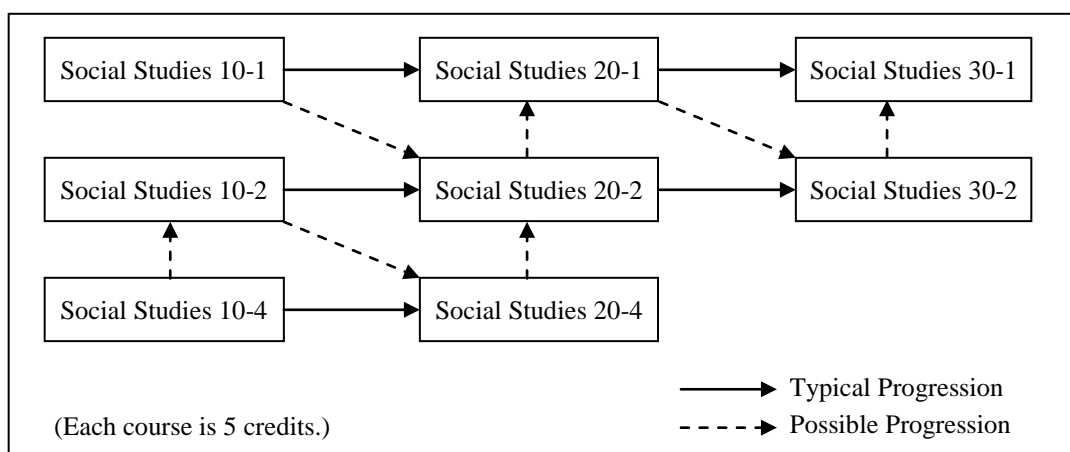 Social Studies 10-1
Social Studies 20-1
Social Studies 30-1
Social Studies 10-2
Social Studies 20-2
Social Studies 30-2
Social Studies 10-4
Social Studies 20-4
Typical Progression
(Each course is 5 credits.)
Possible Progression